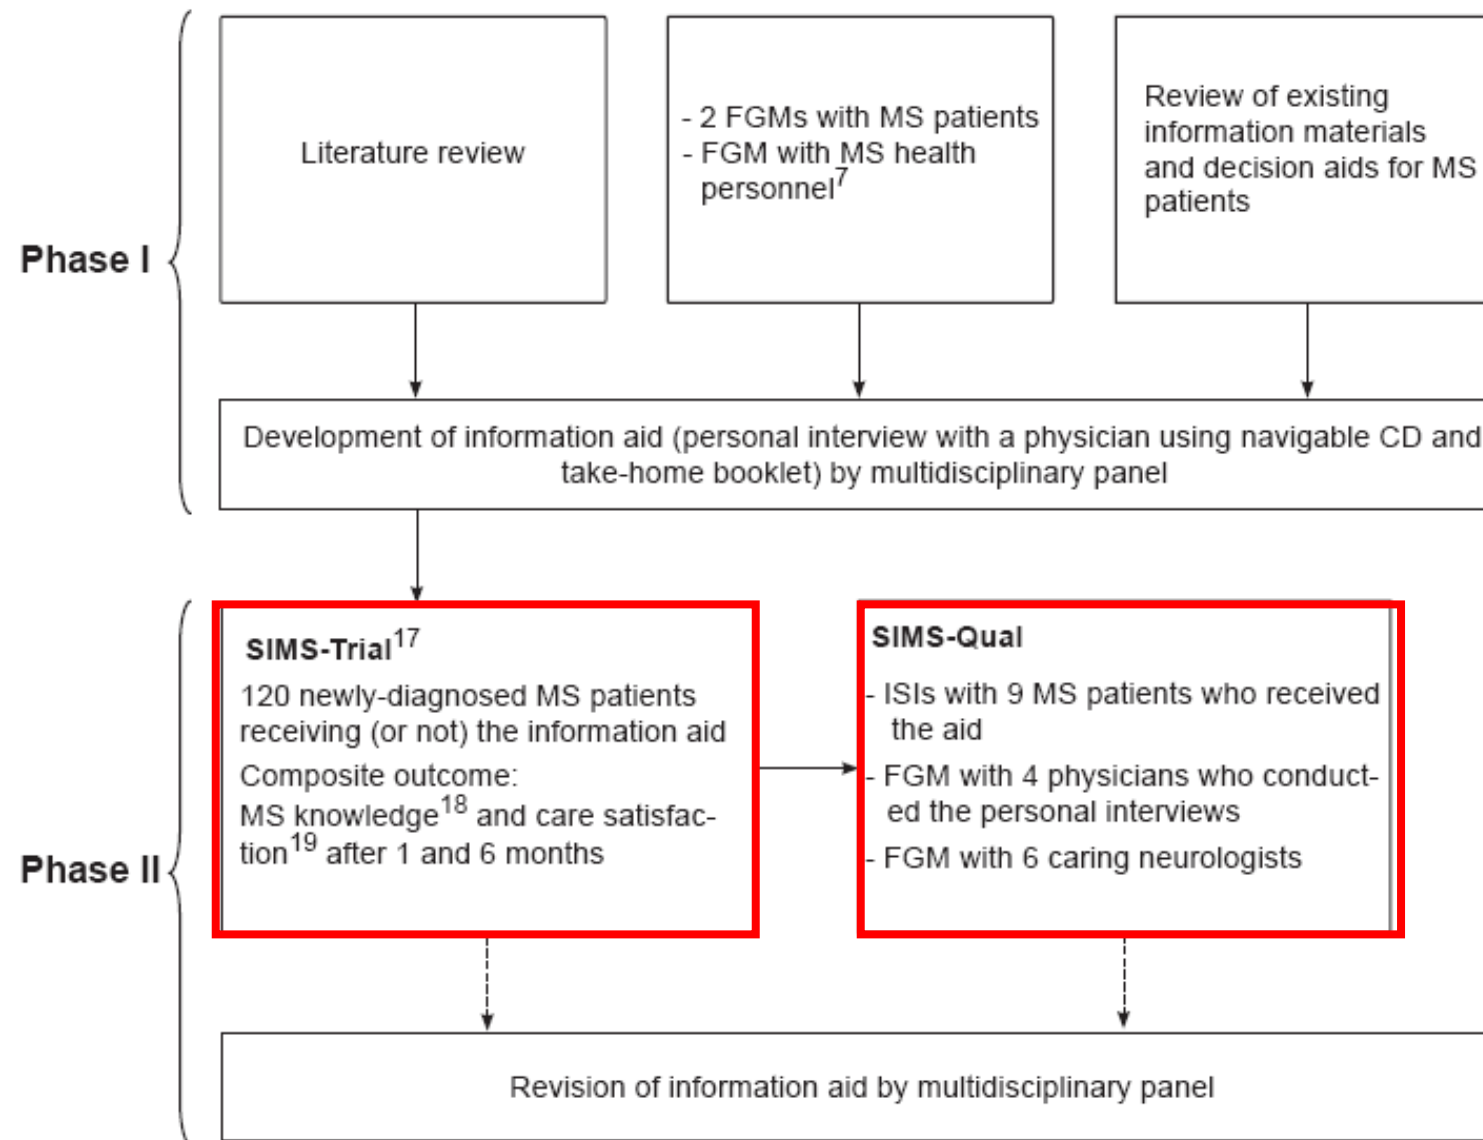 Literature review
- 2 FGMs with MS patients
- FGM with MS health
personnel7
Review of existing
information materials
and decision aids for MS
patients
Phase I
Development of information aid (personal interview with a physician using navigable CD and
take-home booklet) by multidisciplinary panel
SIMS-Trial17
120 newly-diagnosed MS patients
receiving (or not) the information aid
Composite outcome:
MS knowledge18 and care satisfac-
tion19 after 1 and 6 months
SIMS-Qual
- ISIs with 9 MS patients who received
the aid
- FGM with 4 physicians who conduct-
ed the personal interviews
- FGM with 6 caring neurologists
Phase II
Revision of information aid by multidisciplinary panel